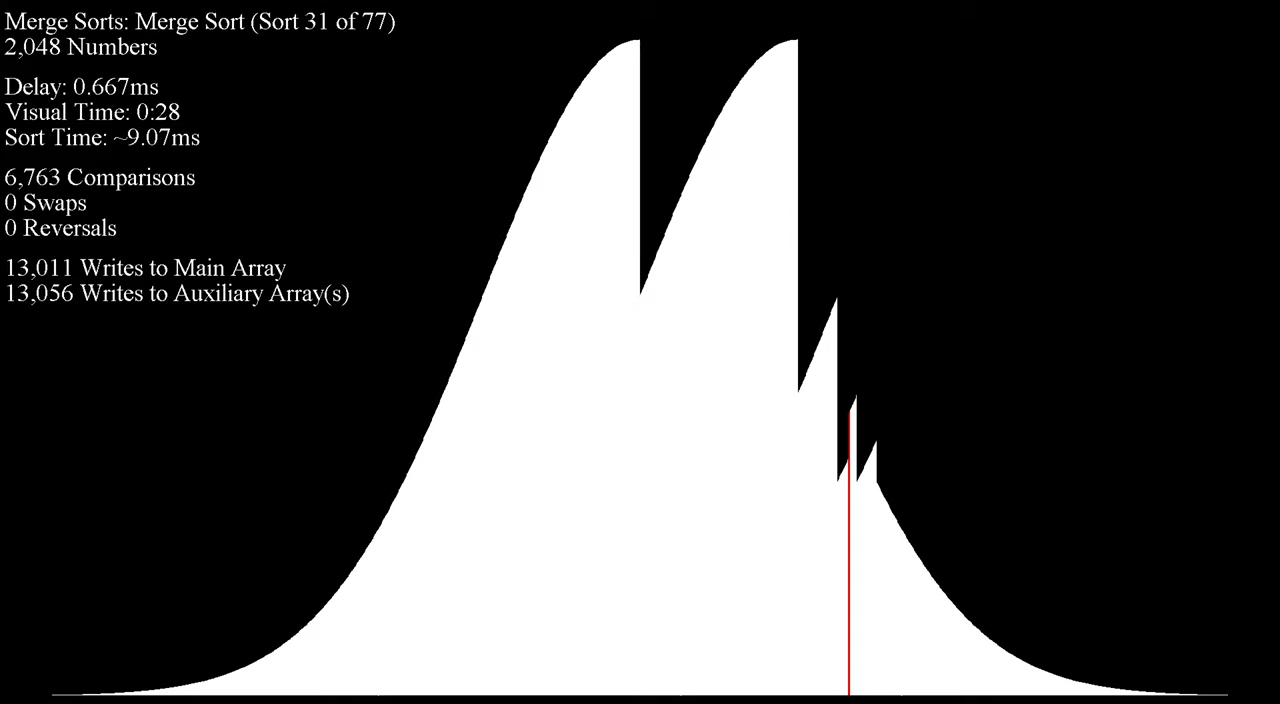 Merge Sorts: Merge Sort (Sort 31 of 77)
2,048 Numbers
Delay: 0.667ms
Visual Time: 0:28
Sort Time: ~9.07ms
6,763 Comparisons
0 Swaps
0 Reversals
13,011 Writes to Main Array
13,056 Writes to Auxiliary Array(s)